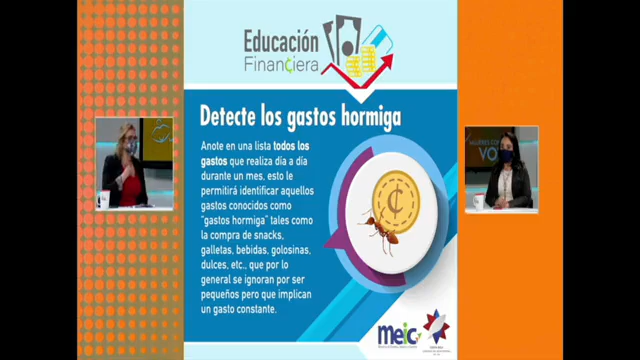 Educación
Financiera
Detecte los gastos hormiga
Anote en una lista todos los
gastos que realiza día a día
durante un mes, esto le
permitirá identificar aquellos
gastos conocidos como
“gastos hormiga” tales como
la compra de snacks,
galletas, bebidas, golosinas,
dulces, etc., que por lo
general se ignoran por ser
pequeños pero que implican
un gasto constante.
meic
VO